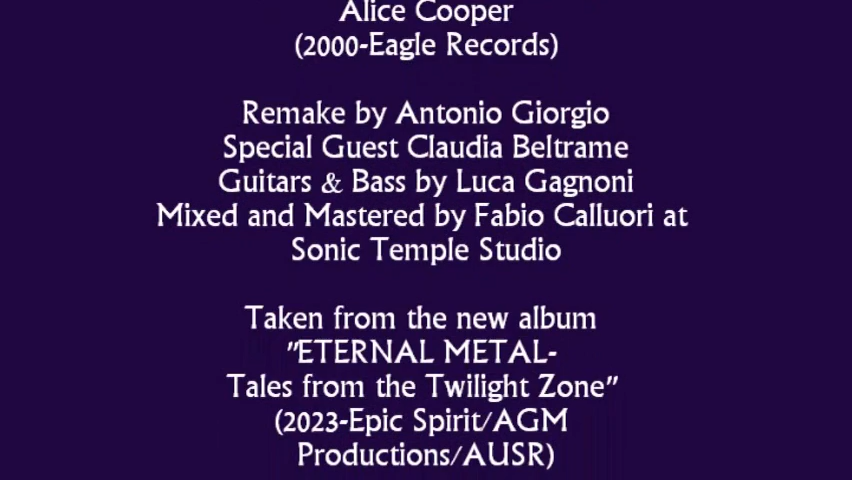 Alice Cooper
(2000-Eagle Records)
Remake by Antonio Giorgio
Special Guest Claudia Beltrame
Guitars & Bass by Luca Gagnoni
Mixed and Mastered by Fabio Calluori at
Sonic Temple Studio
Taken from the new album
"ETERNAL METAL-
Tales from the Twilight Zone"
(2023-Epic Spirit/AGM
Productions/AUSR)